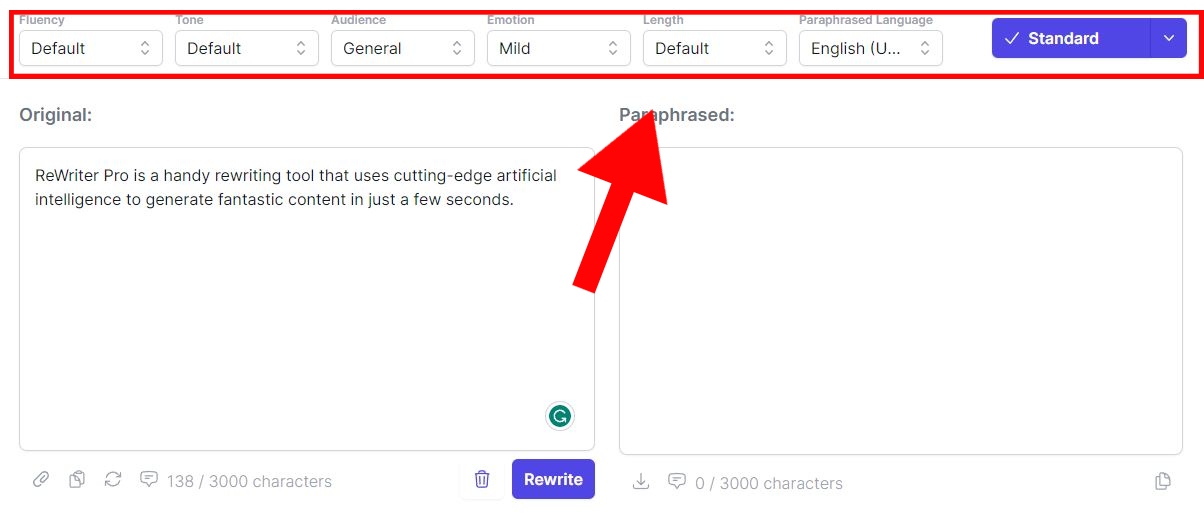 Fluency Tone Audience Emotion Length Paraphrased Language
Default Default General Mild Default English (U... Standard
Original: Paraphrased:
ReWriter Pro is a handy rewriting tool that uses cutting-edge artificial
intelligence to generate fantastic content in just a few seconds.
138 / 3000 characters Rewrite 0 / 3000 characters